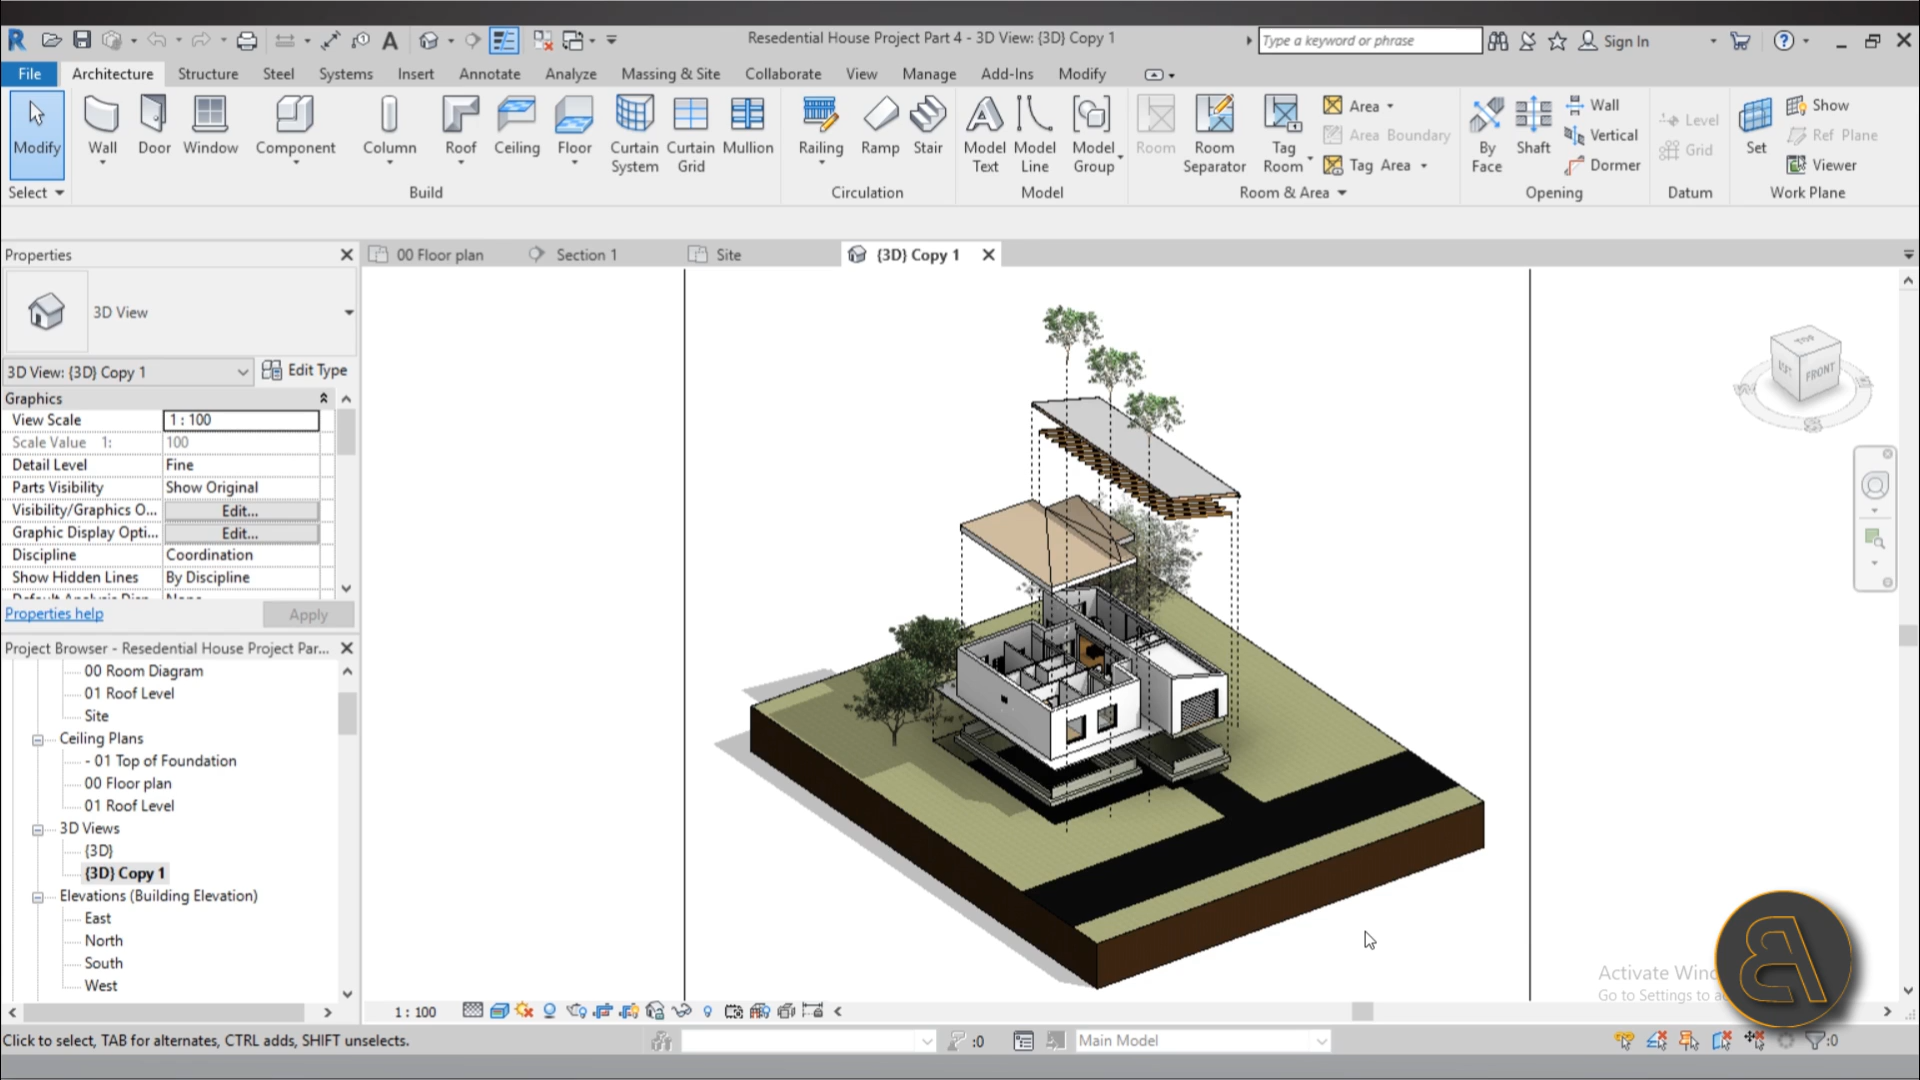 Resedential House Project Part 4 - 3D View: {3D} Copy 1
Type a keyword or phrase
Sign In
File Architecture Structure Steel Systems Insert Annotate Analyze Massing & Site Collaborate View Manage Add-Ins Modify
Modify
Wall
Door
Window
Component
Column
Roof
Ceiling
Floor
Curtain System
Curtain Grid
Mullion
Railing
Ramp
Stair
Model Text
Model Line
Model Group
Room
Room Separator
Tag Room
Area
Area Boundary
Tag Area
By Face
Shaft
Wall
Vertical
Dormer
Level
Grid
Set
Show
Ref Plane
Viewer
Select
Build
Circulation
Model
Room & Area
Opening
Datum
Work Plane
Properties
3D View
3D View: {3D} Copy 1
Edit Type
Graphics
View Scale 1 : 100
Scale Value 1: 100
Detail Level Fine
Parts Visibility Show Original
Visibility/Graphics O... Edit...
Graphic Display Opti... Edit...
Discipline Coordination
Show Hidden Lines By Discipline
Properties help
Apply
Project Browser - Resedential House Project Par...
00 Room Diagram
01 Roof Level
Site
Ceiling Plans
- 01 Top of Foundation
00 Floor plan
01 Roof Level
3D Views
{3D}
{3D} Copy 1
Elevations (Building Elevation)
East
North
South
West
00 Floor plan
Section 1
Site
{3D} Copy 1
TOP
FRONT
1 : 100
Activate Wind
Go to Settings to a
Click to select, TAB for alternates, CTRL adds, SHIFT unselects.
:0
Main Model
:0